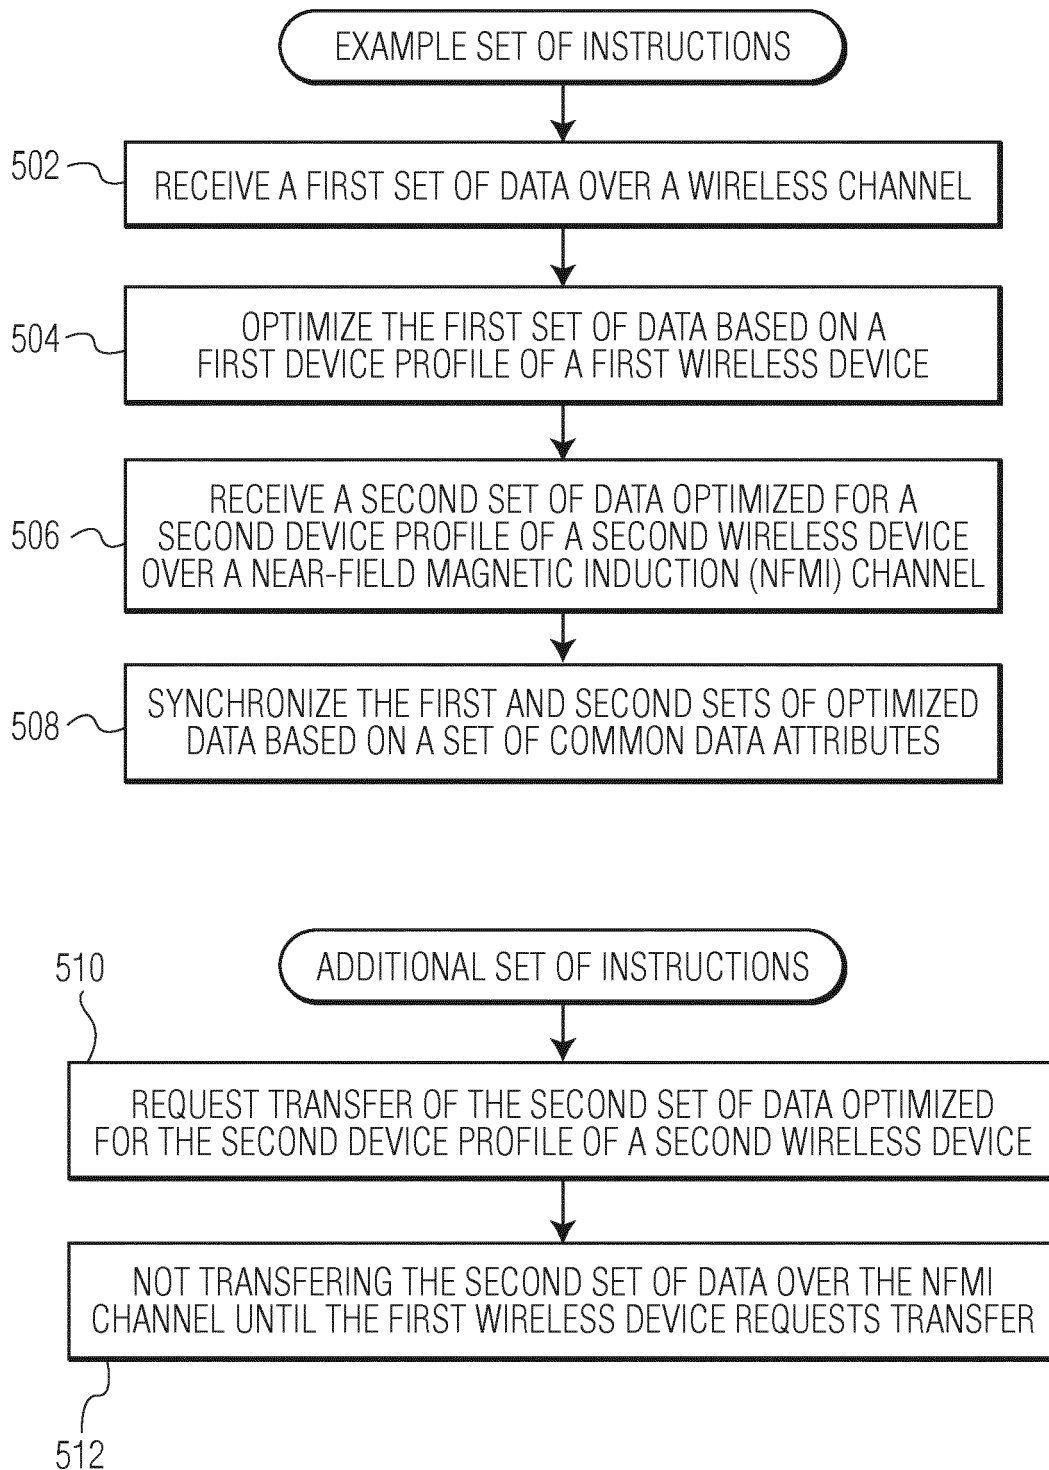 EXAMPLE SET OF INSTRUCTIONS
502
RECEIVE A FIRST SET OF DATA OVER A WIRELESS CHANNEL
504
OPTIMIZE THE FIRST SET OF DATA BASED ON A
FIRST DEVICE PROFILE OF A FIRST WIRELESS DEVICE
506
RECEIVE A SECOND SET OF DATA OPTIMIZED FOR A
SECOND DEVICE PROFILE OF A SECOND WIRELESS DEVICE
OVER A NEAR-FIELD MAGNETIC INDUCTION (NFMI) CHANNEL
508
SYNCHRONIZE THE FIRST AND SECOND SETS OF OPTIMIZED
DATA BASED ON A SET OF COMMON DATA ATTRIBUTES
ADDITIONAL SET OF INSTRUCTIONS
510
REQUEST TRANSFER OF THE SECOND SET OF DATA OPTIMIZED
FOR THE SECOND DEVICE PROFILE OF A SECOND WIRELESS DEVICE
NOT TRANSFERING THE SECOND SET OF DATA OVER THE NFMI
CHANNEL UNTIL THE FIRST WIRELESS DEVICE REQUESTS TRANSFER
512